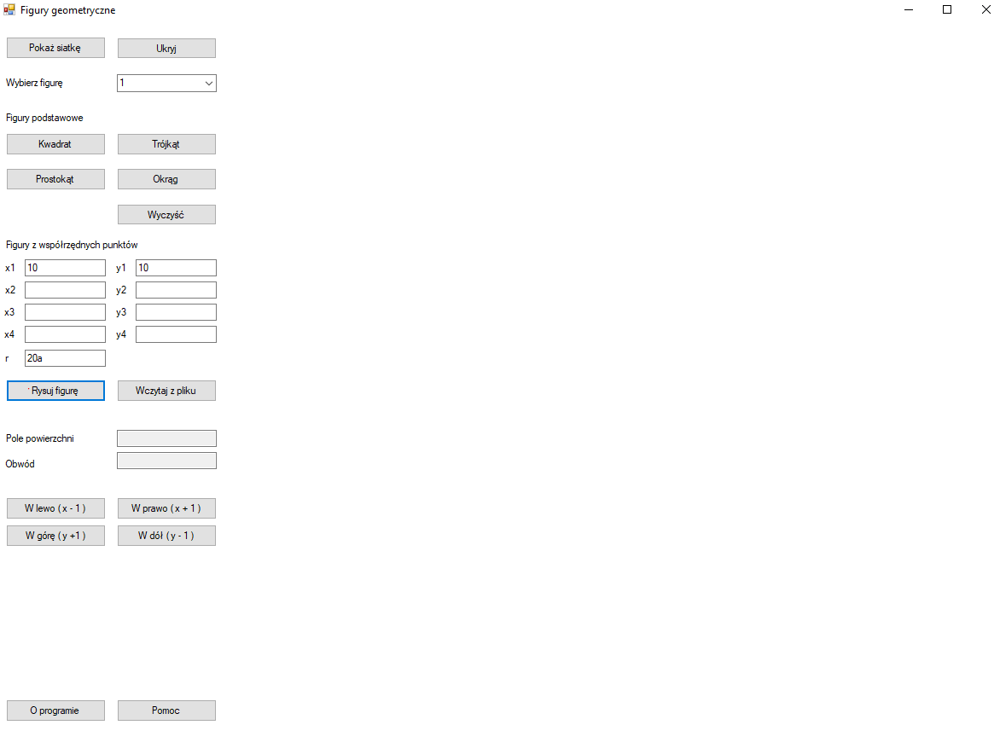 Figury geometryczne
Pokaż siatkę Ukryj
Wybierz figurę 1
Figury podstawowe
Kwadrat Trójkąt
Prostokąt Okrąg
Wyczyść
Figury z współrzędnych punktów
x1 10 y1 10
x2 y2
x3 y3
x4 y4
r 20a
Rysuj figurę Wczytaj z pliku
Pole powierzchni
Obwód
W lewo ( x - 1 ) W prawo ( x + 1 )
W górę ( y +1 ) W dół ( y - 1 )
O programie Pomoc